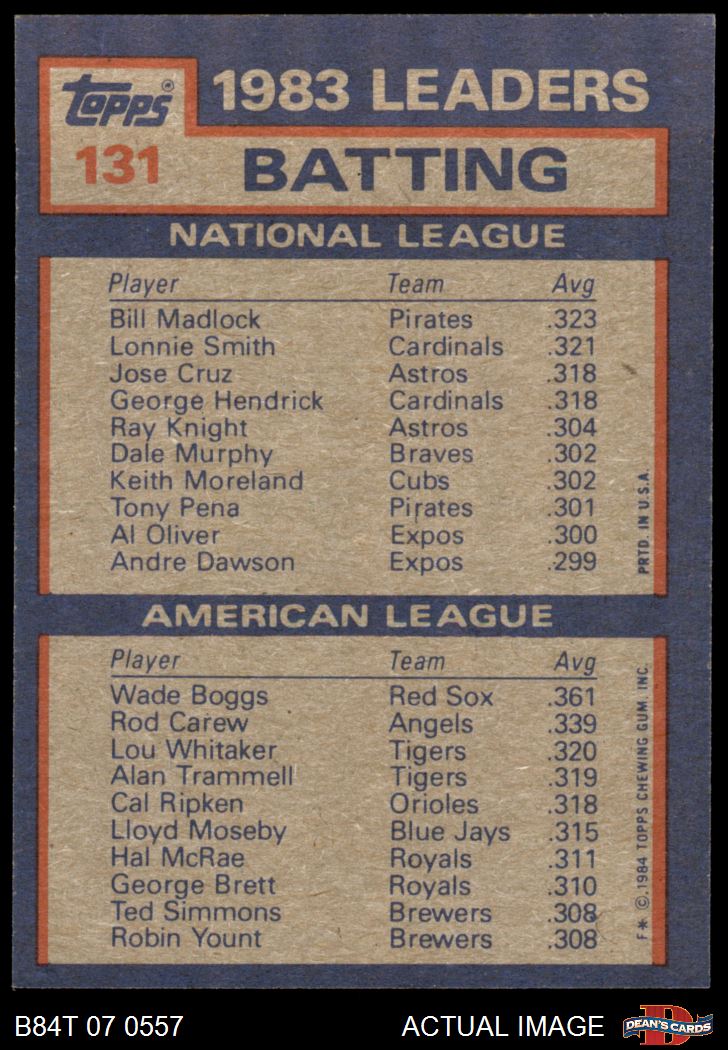 Topps®
131
1983 LEADERS
BATTING
NATIONAL LEAGUE
Player Team Avg
Bill Madlock Pirates .323
Lonnie Smith Cardinals .321
Jose Cruz Astros .318
George Hendrick Cardinals .318
Ray Knight Astros .304
Dale Murphy Braves .302
Keith Moreland Cubs .302
Tony Pena Pirates .301
Al Oliver Expos .300
Andre Dawson Expos .299
PRTD. IN U.S.A.
AMERICAN LEAGUE
Player Team Avg
Wade Boggs Red Sox .361
Rod Carew Angels .339
Lou Whitaker Tigers .320
Alan Trammell Tigers .319
Cal Ripken Orioles .318
Lloyd Moseby Blue Jays .315
Hal McRae Royals .311
George Brett Royals .310
Ted Simmons Brewers .308
Robin Yount Brewers .308
F✱ ©.1984 TOPPS CHEWING GUM. INC.
B84T 07 0557 ACTUAL IMAGE
D
DEAN'S CARDS